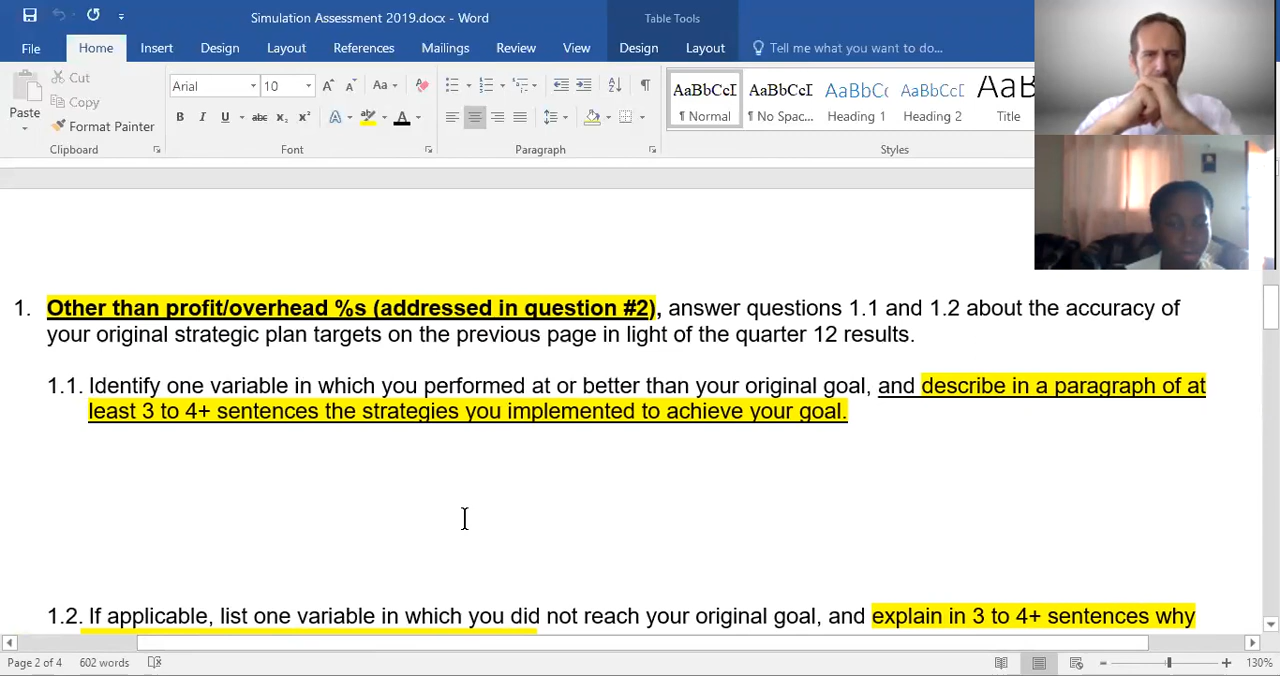 Simulation Assessment 2019.docx - Word
Table Tools
File Home Insert Design Layout References Mailings Review View Design Layout Tell me what you want to do...
Paste
Cut
Copy
Format Painter
Clipboard
Arial 10
Aa
B I U abc x₂ x²
A A
Font
Paragraph
AaBbCcI AaBbCcI AaBbC AaBbCcD AaB
¶ Normal ¶ No Spac... Heading 1 Heading 2 Title
Styles
1. Other than profit/overhead %s (addressed in question #2), answer questions 1.1 and 1.2 about the accuracy of
your original strategic plan targets on the previous page in light of the quarter 12 results.
1.1. Identify one variable in which you performed at or better than your original goal, and describe in a paragraph of at
least 3 to 4+ sentences the strategies you implemented to achieve your goal.
1.2. If applicable, list one variable in which you did not reach your original goal, and explain in 3 to 4+ sentences why
Page 2 of 4 602 words
130%